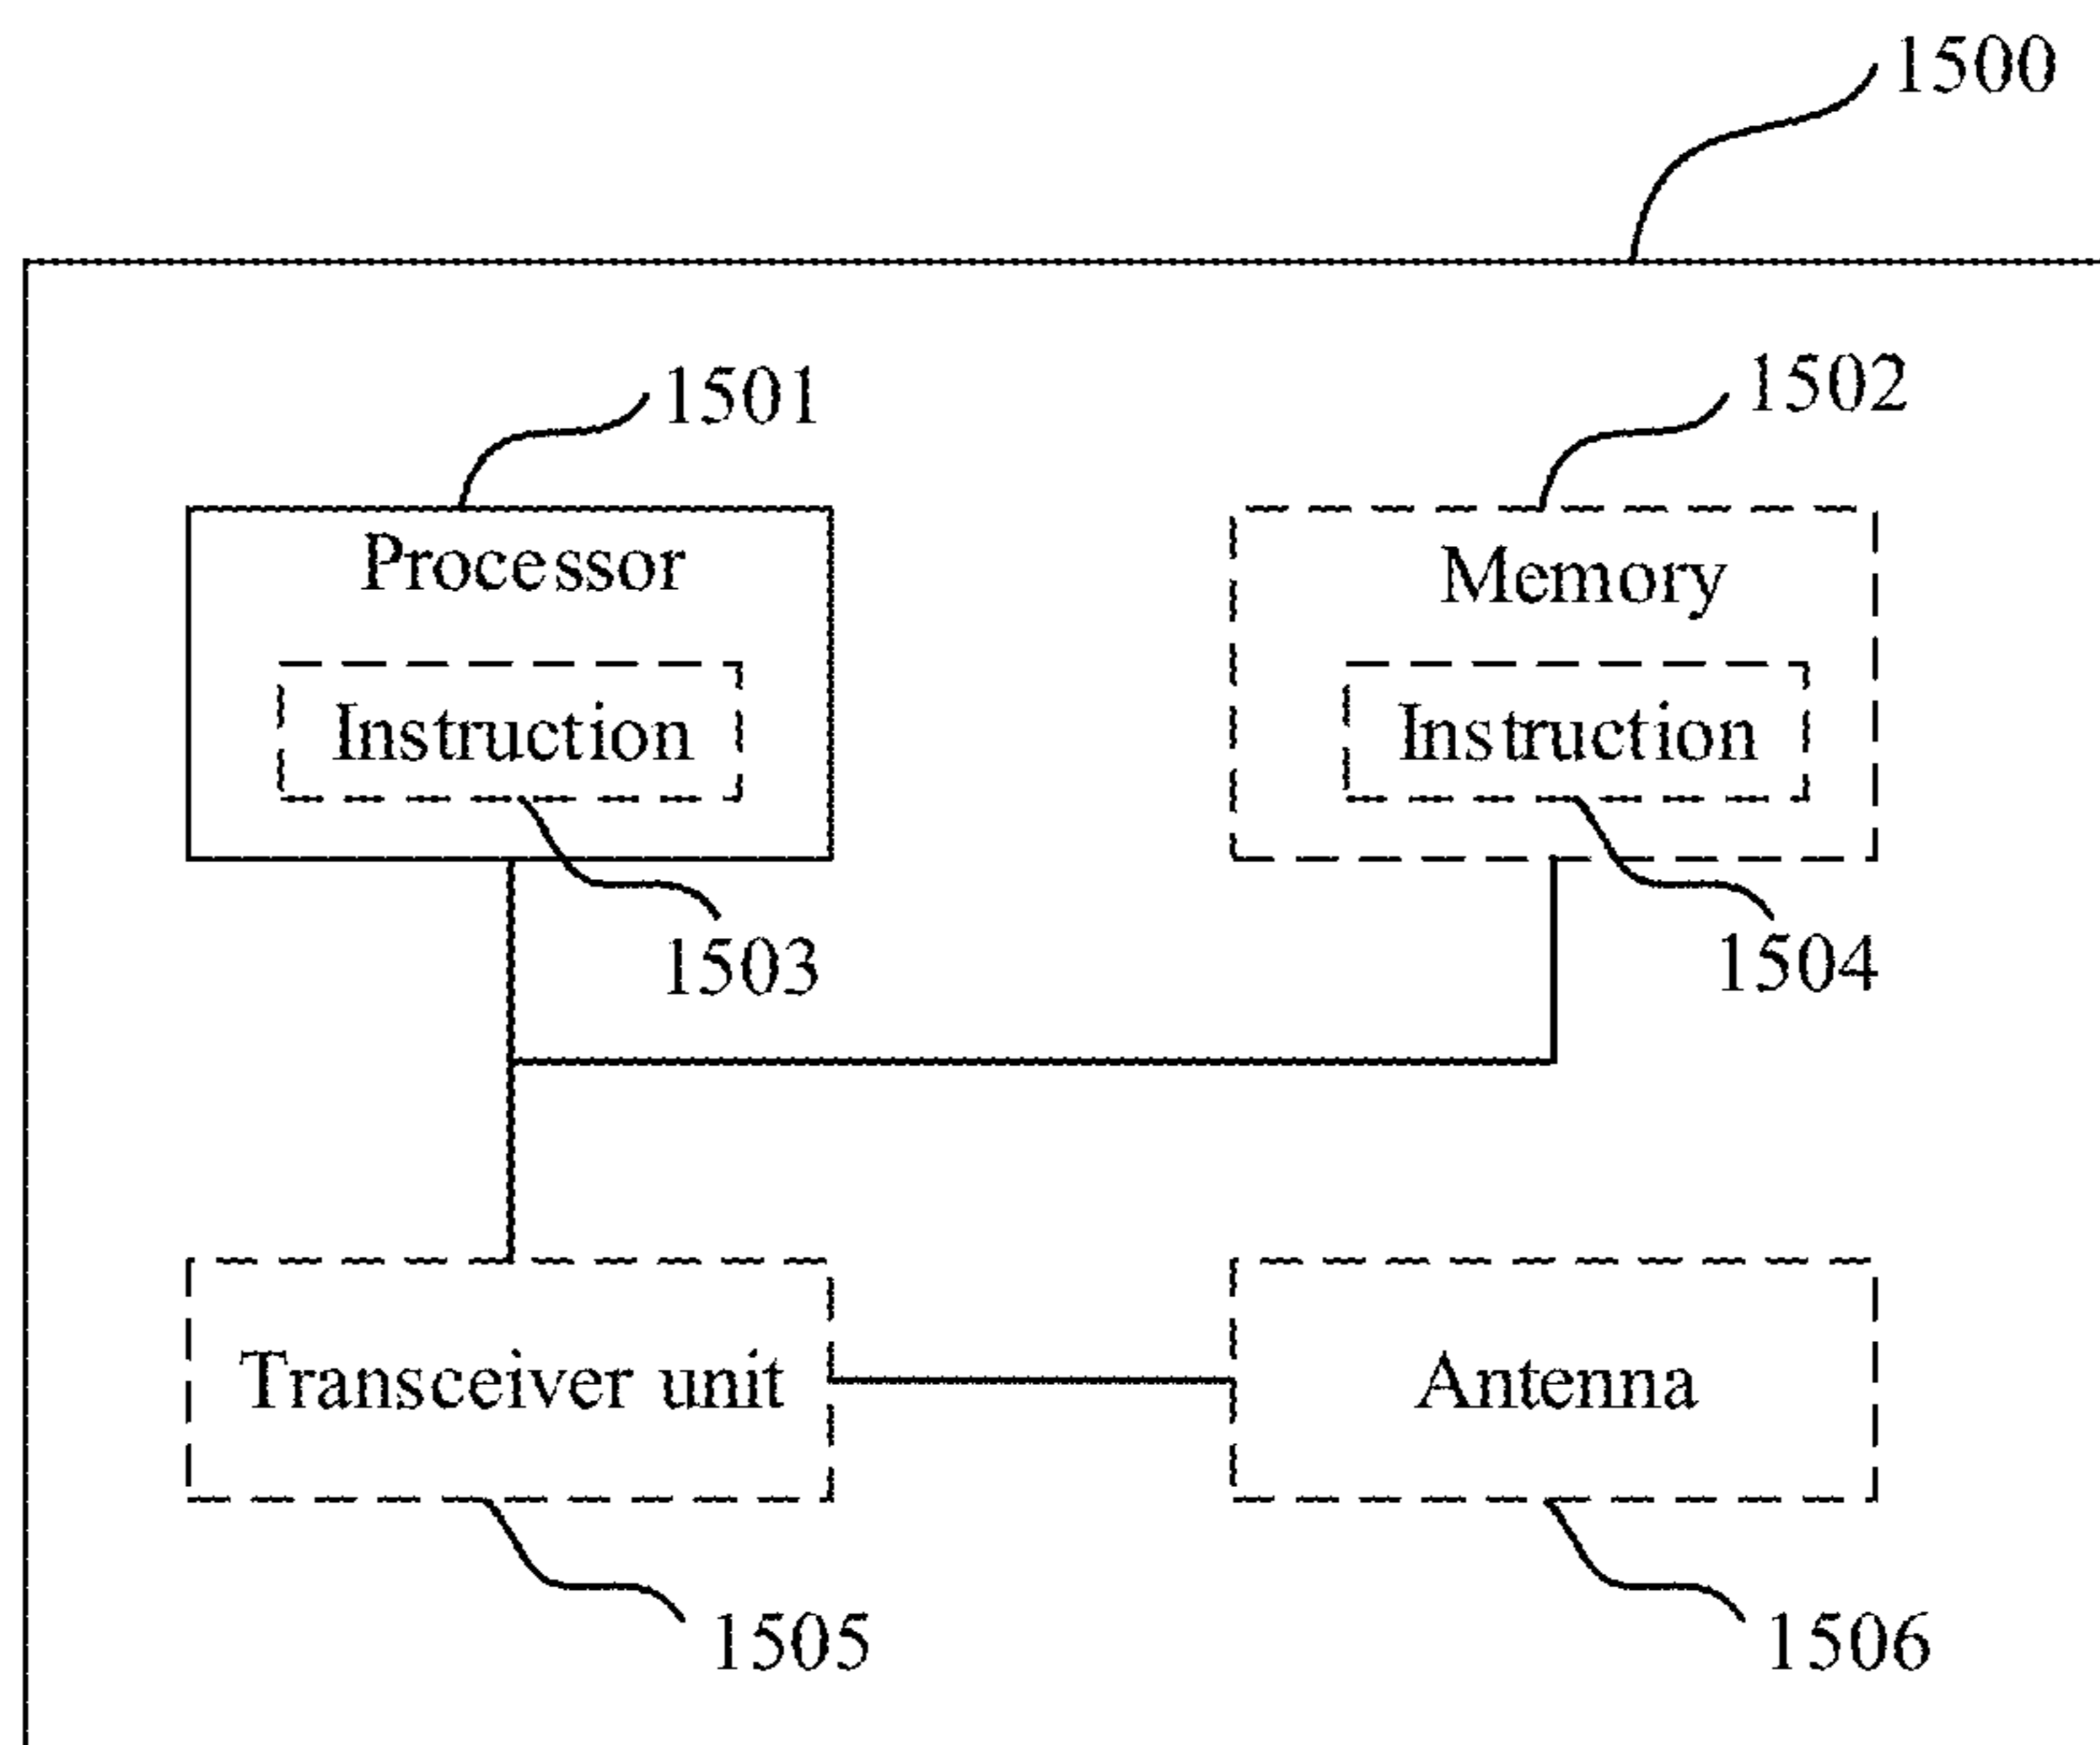 1500
1501
1502
Processor
Memory
Instruction
Instruction
1503
1504
Transceiver unit
Antenna
1505
1506